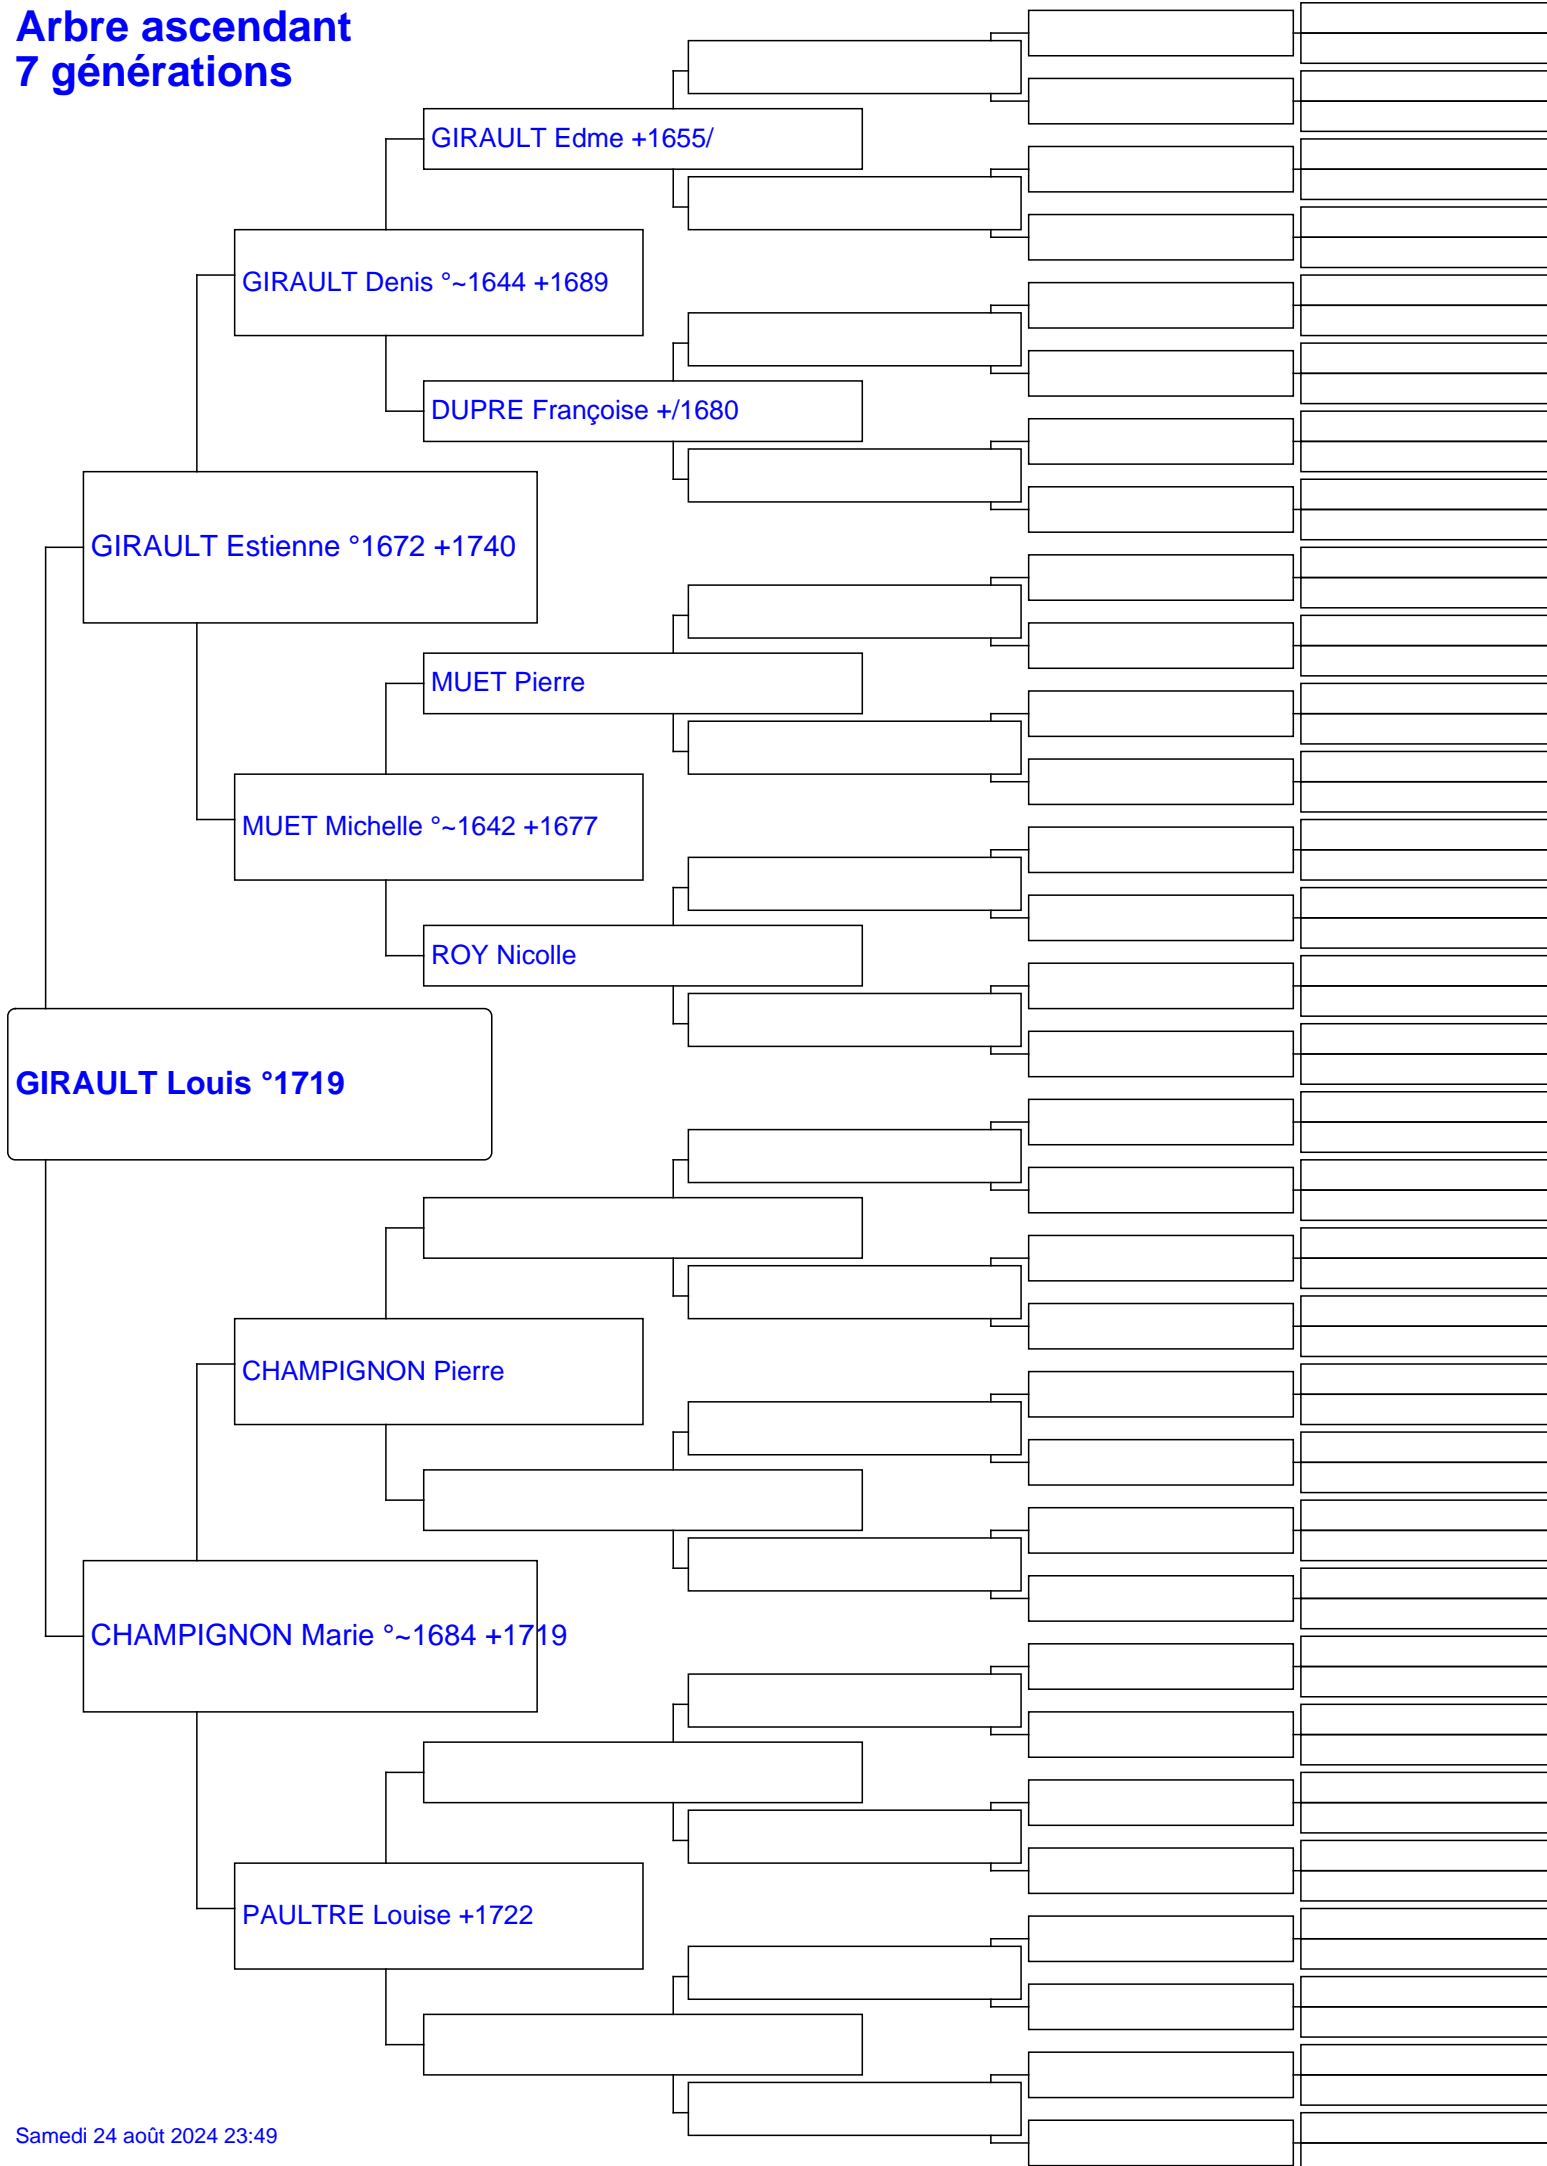 Arbre ascendant
7 générations
GIRAULT Edme +1655/
GIRAULT Denis °~1644 +1689
DUPRE Françoise +/1680
GIRAULT Estienne °1672 +1740
MUET Pierre
MUET Michelle °~1642 +1677
ROY Nicolle
GIRAULT Louis °1719
CHAMPIGNON Pierre
CHAMPIGNON Marie °~1684 +1719
PAULTRE Louise +1722
Samedi 24 août 2024 23:49